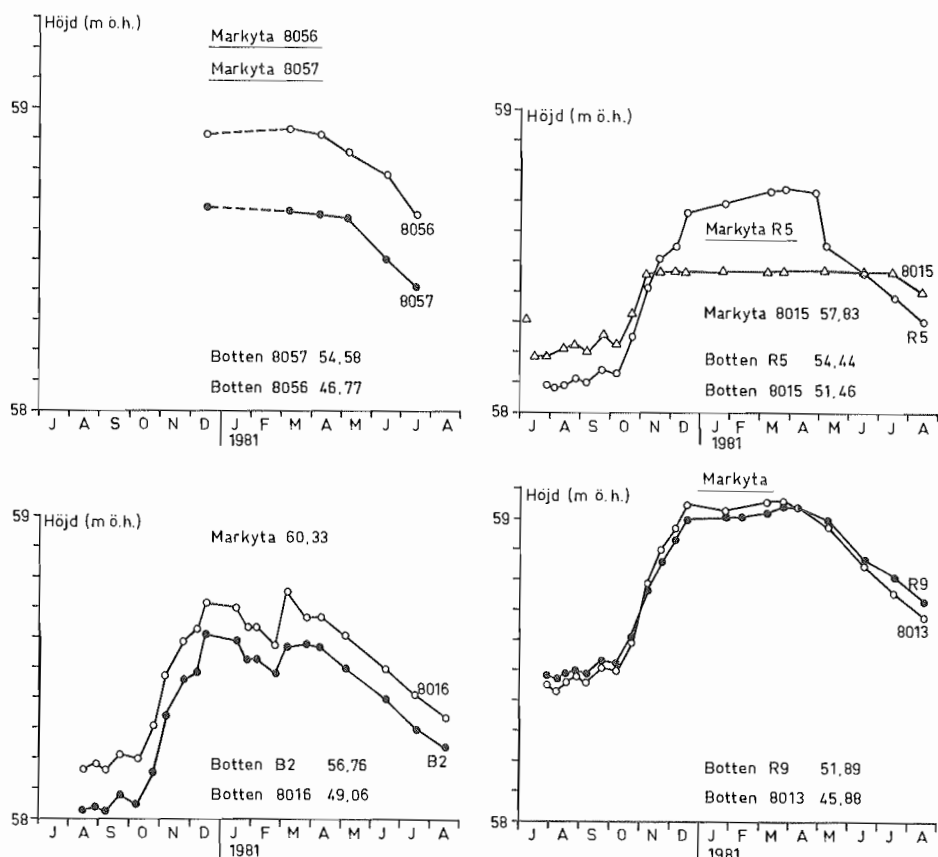 Höjd (m ö.h.)
Markyta 8056
Markyta 8057
59
8056
8057
Botten 8057 54,58
Botten 8056 46,77
58
J A S O N D J F M A M J J A
1981
59
Höjd (m ö.h.)
Markyta R5
8015
Markyta 8015 57,83
R5
Botten R5 54,44
Botten 8015 51,46
58
J A S O N D J F M A M J J A
1981
59
Höjd (m ö.h.)
Markyta 60,33
8016
B2
Botten B2 56,76
Botten 8016 49,06
58
J A S O N D J F M A M J J A
1981
Markyta
Höjd (m ö.h.)
59
R9
8013
Botten R9 51,89
Botten 8013 45,88
58
J A S O N D J F M A M J J A
1981